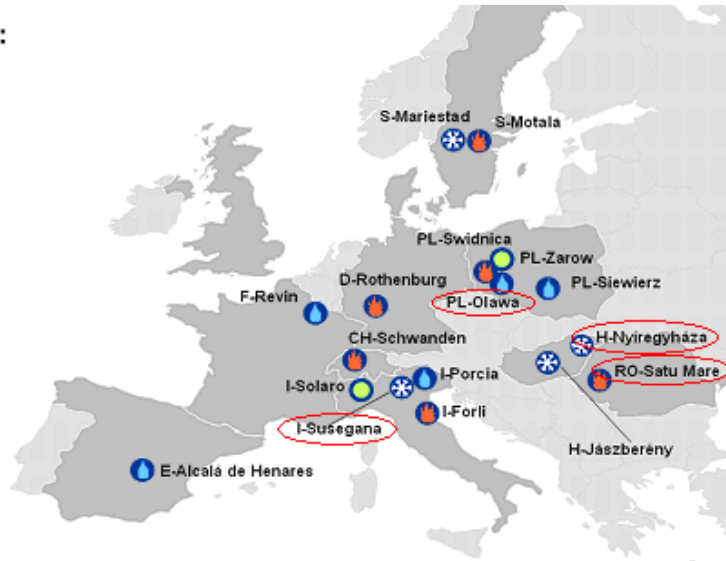 :
S-Mariestad
S-Motala
PL-Swidnica
PL-Zarow
D-Rothenburg
PL-Siewierz
F-Revin
PL-Olawa
CH-Schwanden
H-Nyiregyháza
I-Solaro
I-Porcia
RO-Satu Mare
I-Forli
I-Susegana
H-Jászberény
E-Alcalá de Henares